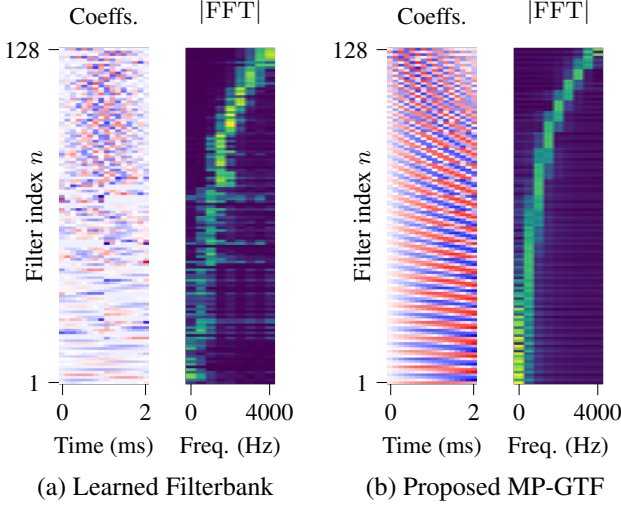 Coeffs.
|FFT|
128
Filter index n
1
0
2
0
4000
Time (ms)
Freq. (Hz)
(a) Learned Filterbank
Coeffs.
|FFT|
128
Filter index n
1
0
2
0
4000
Time (ms)
Freq. (Hz)
(b) Proposed MP-GTF